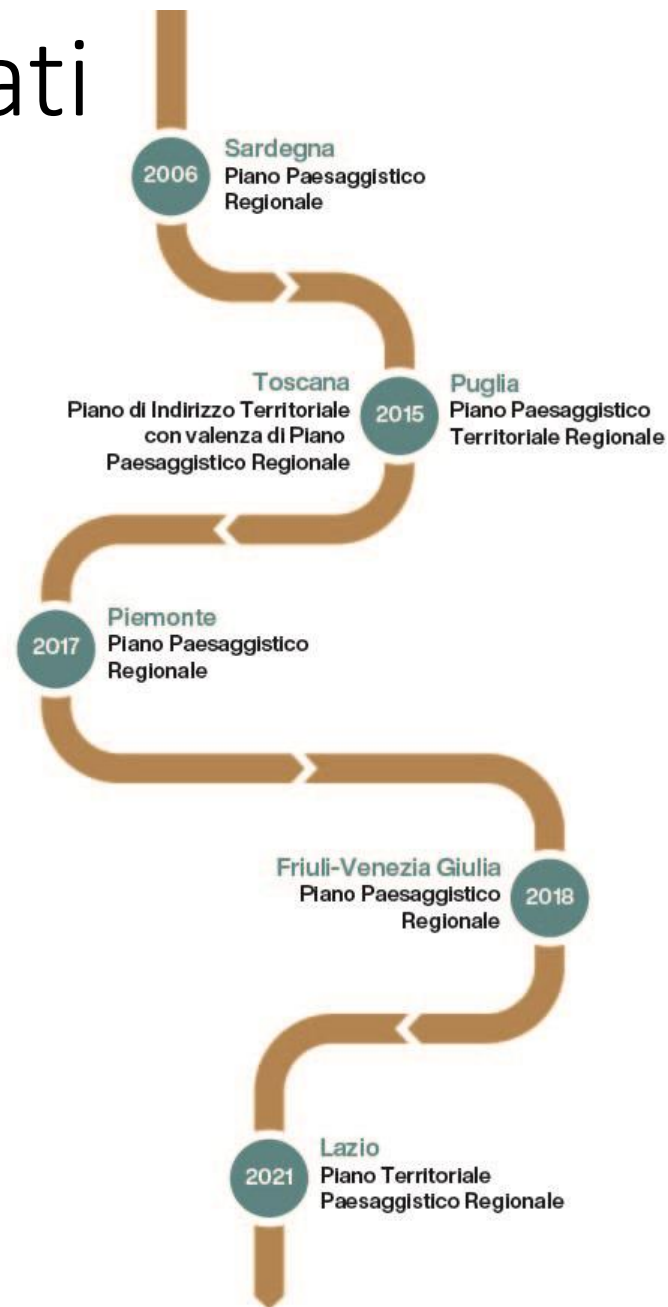 ati
2006
Sardegna
Piano Paesaggistico
Regionale
Toscana
Piano di Indirizzo Territoriale
con valenza di Piano
Paesaggistico Regionale
2015
Puglia
Piano Paesaggistico
Territoriale Regionale
2017
Piemonte
Piano Paesaggistico
Regionale
Friuli-Venezia Giulia
Piano Paesaggistico
Regionale
2018
2021
Lazio
Piano Territoriale
Paesaggistico Regionale